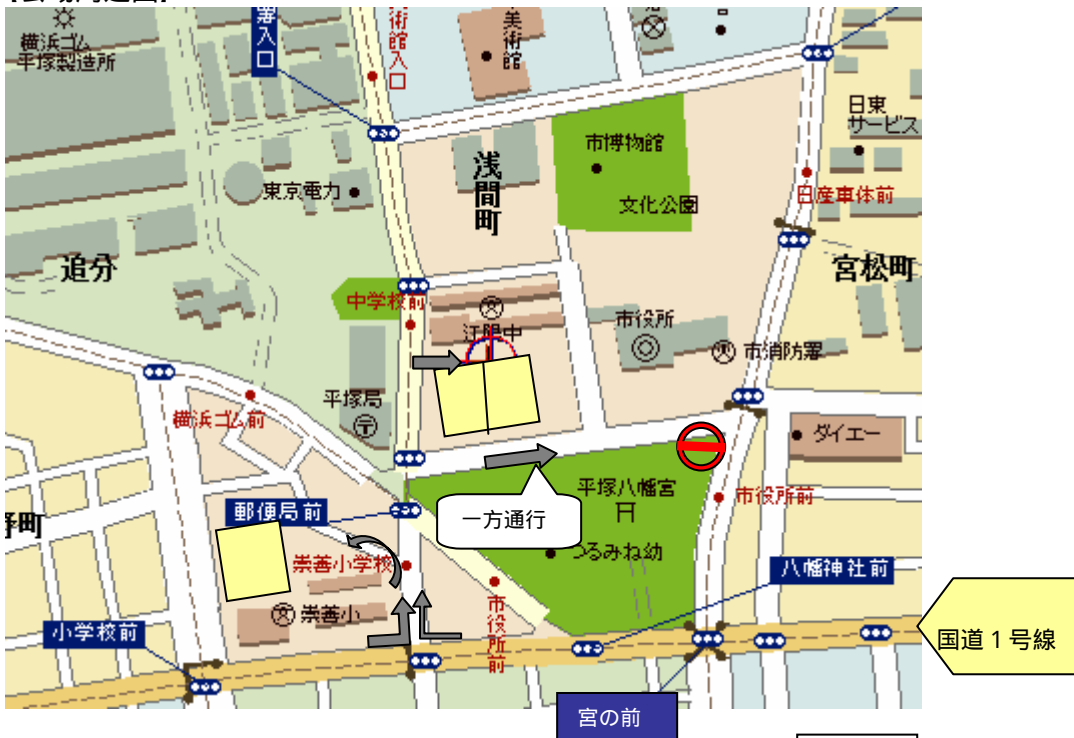 横浜ゴム
平塚製造所
入口
術館入口
美術館
市博物館
文化公園
日東
サービス
日産車体前
東京電力
浅間町
追分
宮松町
中学校前
市役所
市消防署
平塚局
横浜ゴム前
ダイエー
平塚八幡宮
市役所前
郵便局前
一方通行
つるみね幼
八幡神社前
崇善小学校
崇善小
市役所前
小学校前
国道1号線
宮の前